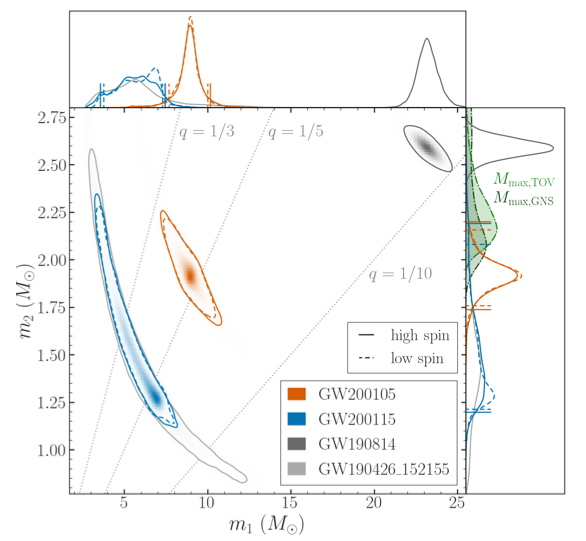 2.75
2.50
2.25
2.00
1.75
1.50
1.25
1.00
m₂ (M⊙)
q = 1/3
q = 1/5
q = 1/10
M_max,TOV
M_max,GNS
high spin
low spin
GW200105
GW200115
GW190814
GW190426_152155
5
10
15
20
25
m₁ (M⊙)